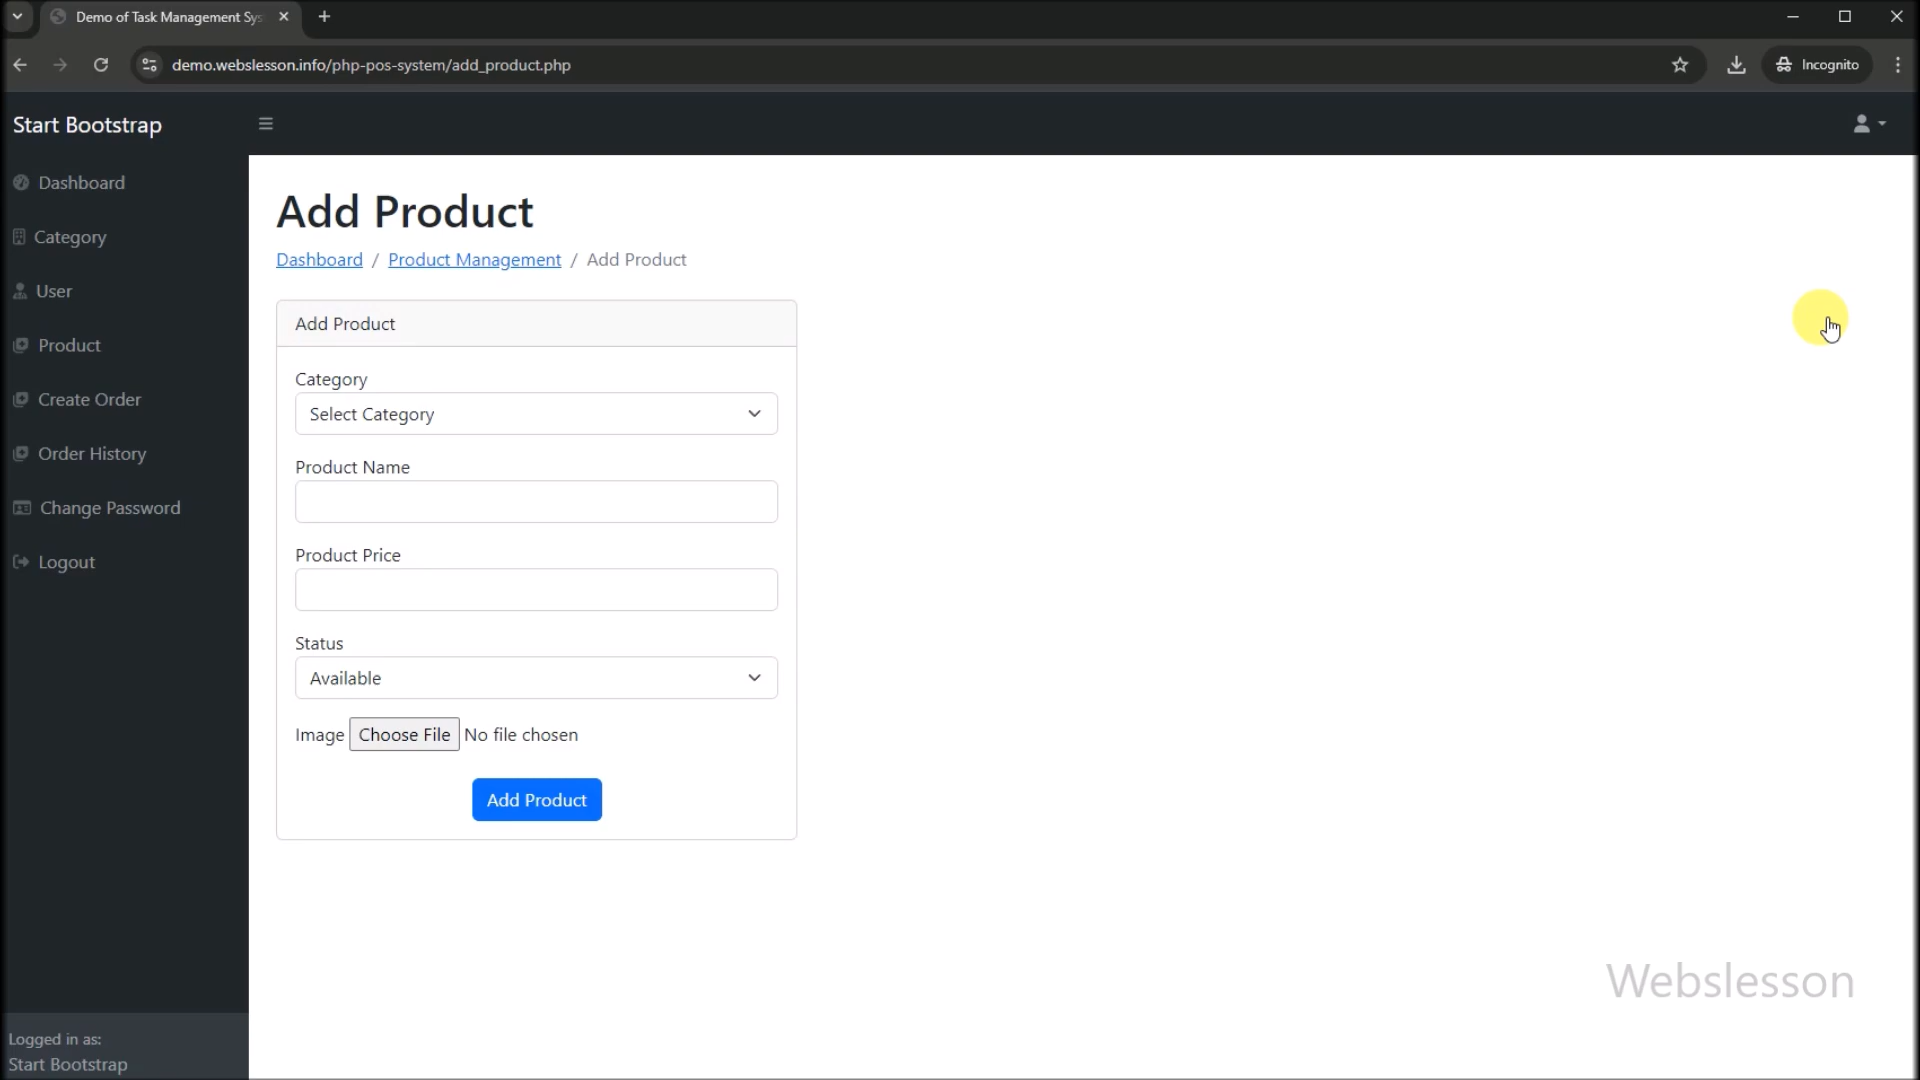 Demo of Task Management Sys
demo.webslesson.info/php-pos-system/add_product.php
Incognito
Start Bootstrap
Dashboard
Category
User
Product
Create Order
Order History
Change Password
Logout
Logged in as:
Start Bootstrap
Add Product
Dashboard / Product Management / Add Product
Add Product
Category
Select Category
Product Name
Product Price
Status
Available
Image Choose File No file chosen
Add Product
Webslesson